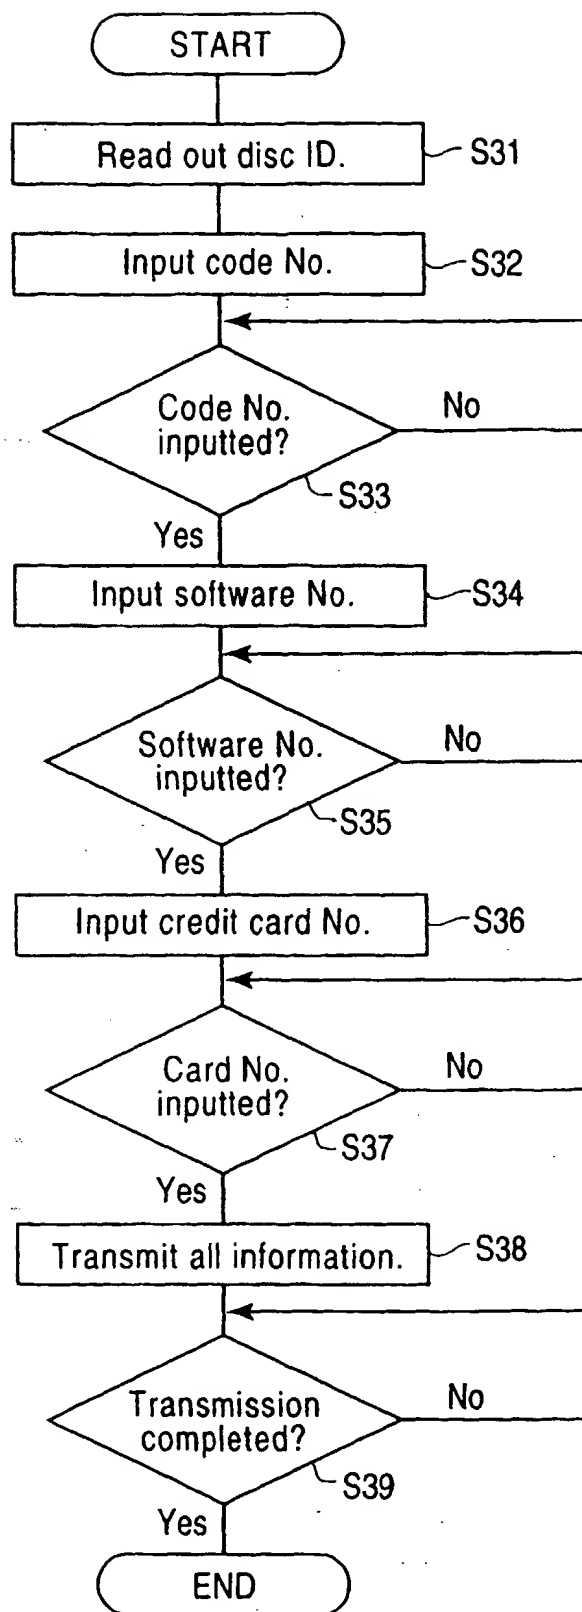 START
Read out disc ID.
S31
Input code No.
S32
Code No.
inputted?
No
S33
Yes
Input software No.
S34
Software No.
inputted?
No
S35
Yes
Input credit card No.
S36
Card No.
inputted?
No
S37
Yes
Transmit all information.
S38
Transmission
completed?
No
S39
Yes
END